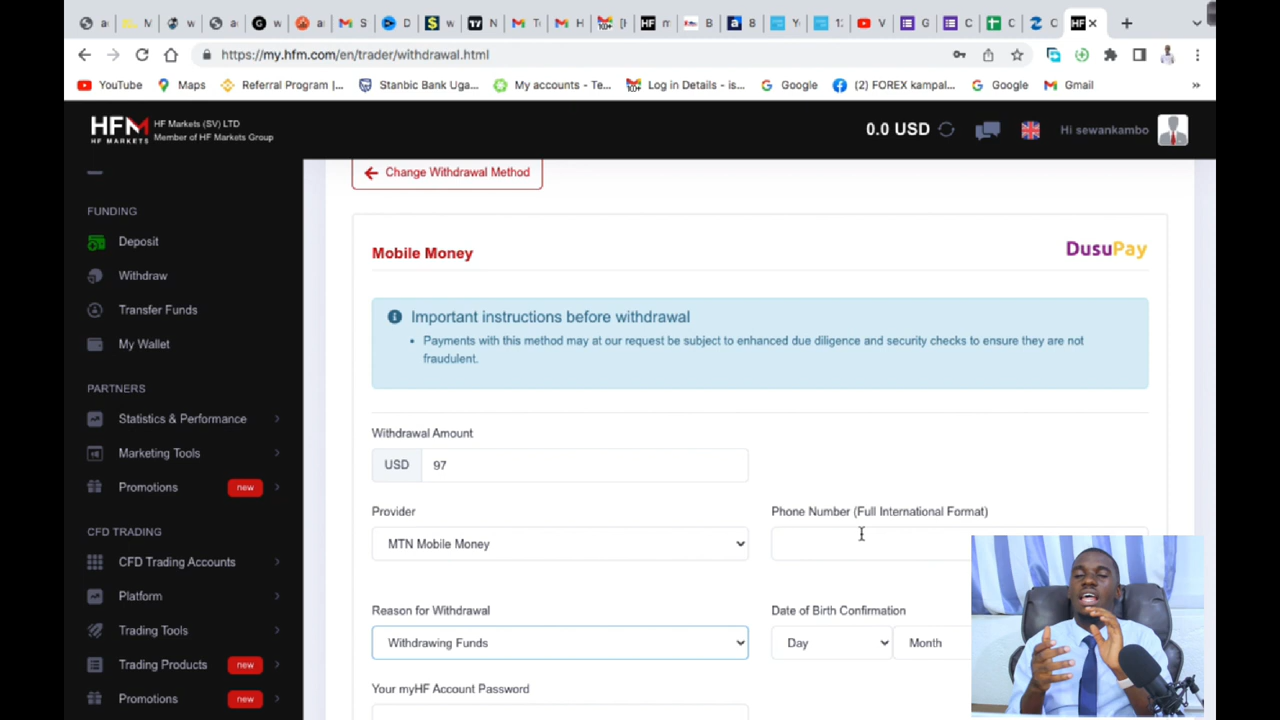 https://my.hfm.com/en/trader/withdrawal.html
YouTube
Maps
Referral Program |...
Stanbic Bank Uga...
My accounts - Te...
Log in Details - is...
Google
(2) FOREX kampal...
Google
Gmail
»
HFM
HF MARKETS
HF Markets (SV) LTD
Member of HF Markets Group
0.0 USD
Hi sewankambo
FUNDING
Deposit
Withdraw
Transfer Funds
My Wallet
PARTNERS
Statistics & Performance
Marketing Tools
Promotions new
CFD TRADING
CFD Trading Accounts
Platform
Trading Tools
Trading Products new
Promotions new
Change Withdrawal Method
Mobile Money
DusuPay
Important instructions before withdrawal
• Payments with this method may at our request be subject to enhanced due diligence and security checks to ensure they are not
fraudulent.
Withdrawal Amount
USD 97
Provider
MTN Mobile Money
Phone Number (Full International Format)
Reason for Withdrawal
Withdrawing Funds
Date of Birth Confirmation
Day
Month
Your myHF Account Password